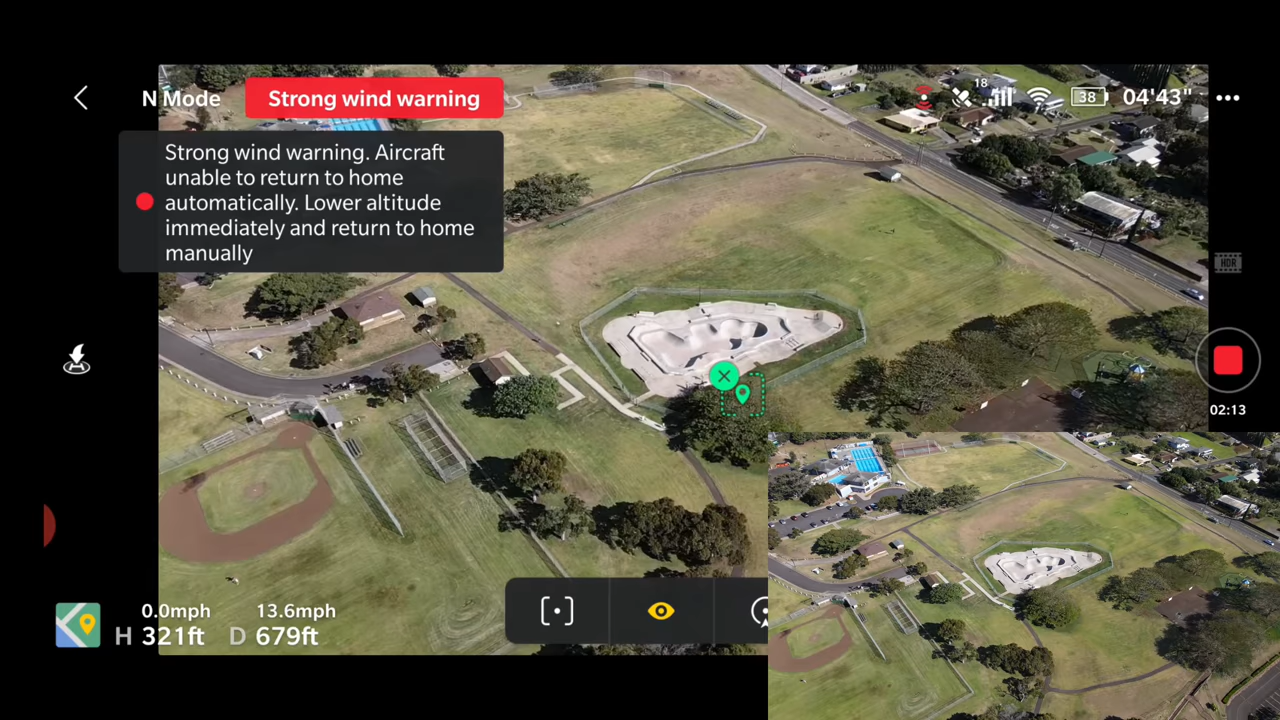 N Mode
Strong wind warning
18
38
04'43"
Strong wind warning. Aircraft
unable to return to home
automatically. Lower altitude
immediately and return to home
manually
HDR
02:13
0.0mph
13.6mph
H 321ft
D 679ft